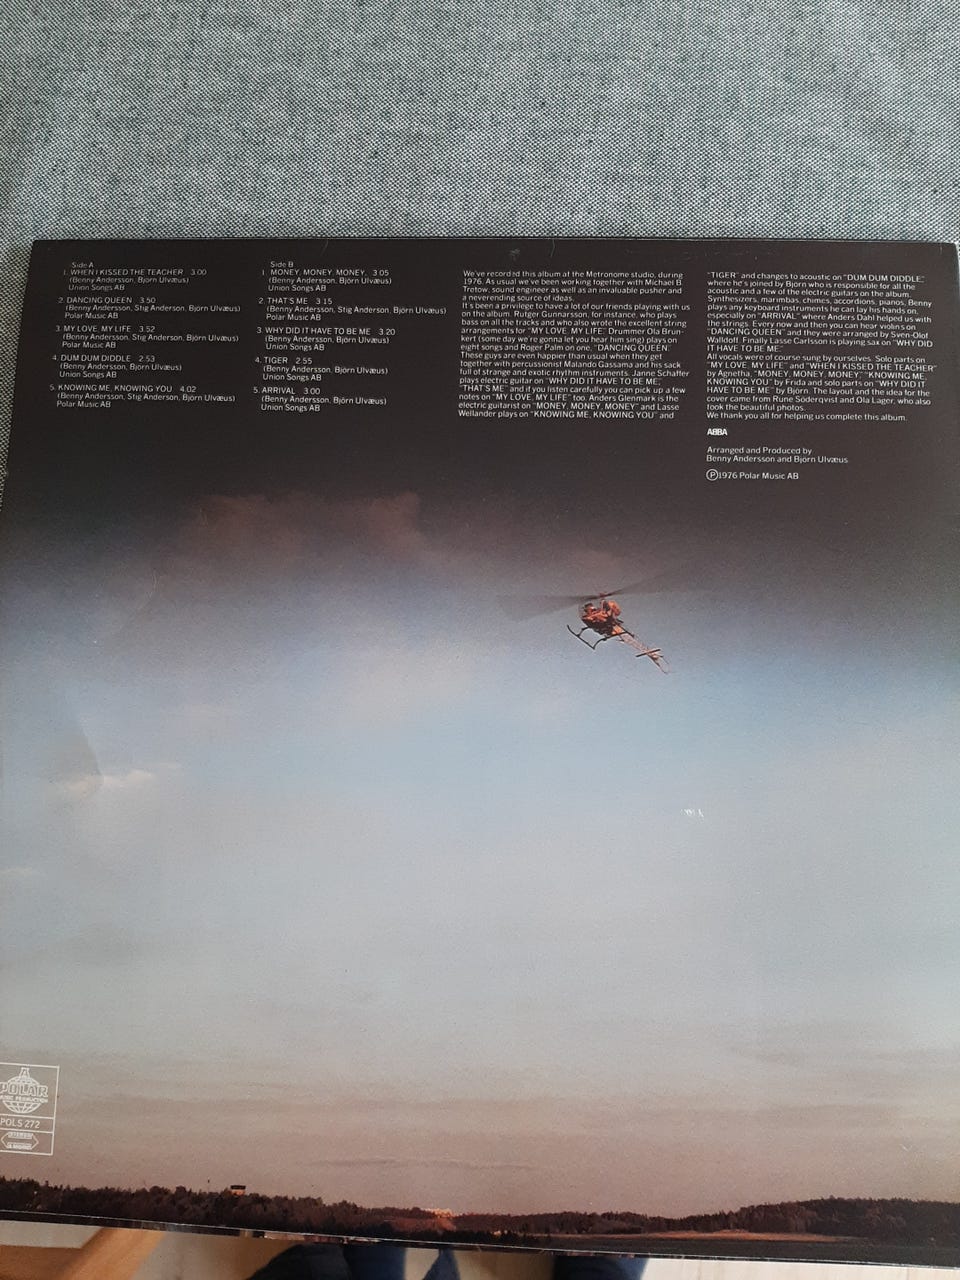 Side A
1. WHEN I KISSED THE TEACHER 3.00
(Benny Andersson, Björn Ulvæus)
Union Songs AB
2. DANCING QUEEN 3.50
(Benny Andersson, Stig Anderson, Björn Ulvæus)
Polar Music AB
3. MY LOVE, MY LIFE 3.52
(Benny Andersson, Stig Anderson, Björn Ulvæus)
Polar Music AB
4. DUM DUM DIDDLE 2.53
(Benny Andersson, Björn Ulvæus)
Union Songs AB
5. KNOWING ME, KNOWING YOU 4.02
(Benny Andersson, Stig Anderson, Björn Ulvæus)
Polar Music AB
Side B
1. MONEY, MONEY, MONEY, 3.05
(Benny Andersson, Björn Ulvæus)
Union Songs AB
2. THAT'S ME 3.15
(Benny Andersson, Stig Anderson, Björn Ulvæus)
Polar Music AB
3. WHY DID IT HAVE TO BE ME 3.20
(Benny Andersson, Björn Ulvæus)
Union Songs AB
4. TIGER 2.55
(Benny Andersson, Björn Ulvæus)
Union Songs AB
5. ARRIVAL 3.00
(Benny Andersson, Björn Ulvæus)
Union Songs AB
We've recorded this album at the Metronome studio, during
1976. As usual we've been working together with Michael B.
Tretow, sound engineer as well as an invaluable pusher and
a neverending source of ideas.
It's been a privilege to have a lot of our friends playing with us
on the album. Rutger Gunnarsson, for instance, who plays
bass on all the tracks and who also wrote the excellent string
arrangements for "MY LOVE, MY LIFE". Drummer Ola Brun-
kert (some day we're gonna let you hear him sing) plays on
eight songs and Roger Palm on one, "DANCING QUEEN."
These guys are even happier than usual when they get
together with percussionist Malando Gassama and his sack
full of strange and exotic rhythm instruments. Janne Schaffer
plays electric guitar on "WHY DID IT HAVE TO BE ME,"
"THAT'S ME" and if you listen carefully you can pick up a few
notes on "MY LOVE, MY LIFE" too. Anders Glenmark is the
electric guitarist on "MONEY, MONEY, MONEY" and Lasse
Wellander plays on "KNOWING ME, KNOWING YOU" and
"TIGER" and changes to acoustic on "DUM DUM DIDDLE"
where he's joined by Björn who is responsible for all the
acoustic and a few of the electric guitars on the album.
Synthesizers, marimbas, chimes, accordions, pianos, Benny
plays any keyboard instruments he can lay his hands on,
especially on "ARRIVAL" where Anders Dahl helped us with
the strings. Every now and then you can hear violins on
"DANCING QUEEN" and they were arranged by Sven-Olof
Walldoff. Finally Lasse Carlsson is playing sax on "WHY DID
IT HAVE TO BE ME."
All vocals were of course sung by ourselves. Solo parts on
"MY LOVE, MY LIFE" and "WHEN I KISSED THE TEACHER"
by Agnetha, "MONEY, MONEY, MONEY," "KNOWING ME,
KNOWING YOU" by Frida and solo parts on "WHY DID IT
HAVE TO BE ME" by Björn. The layout and the idea for the
cover came from Rune Söderqvist and Ola Lager, who also
took the beautiful photos.
We thank you all for helping us complete this album.
ABBA
Arranged and Produced by
Benny Andersson and Björn Ulvæus
Ⓟ1976 Polar Music AB
POLAR
MUSIC PRODUCTION
POLS 272